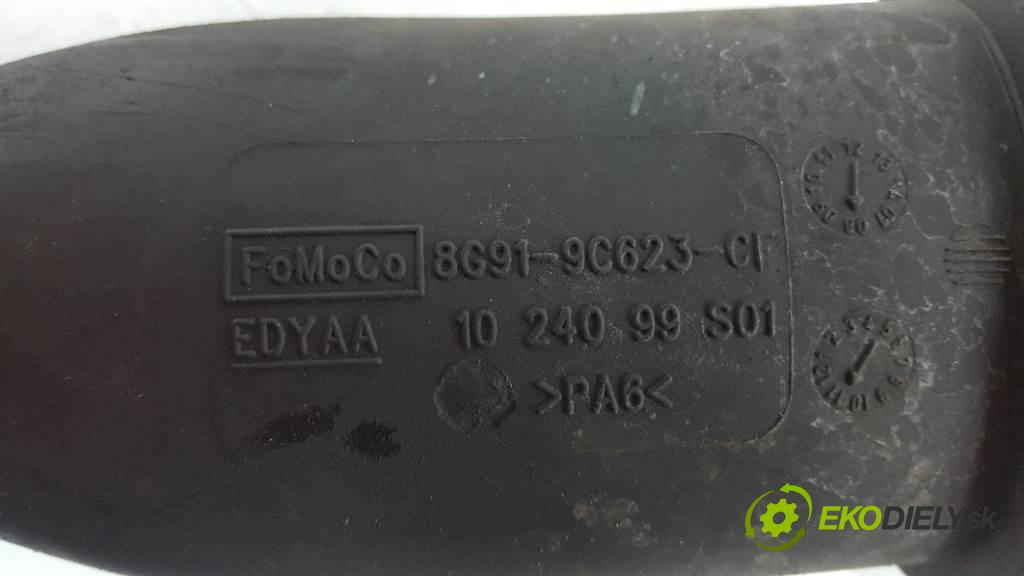 FoMoCo 8G91-9C623-CF
EDYAA 10 240 99 S01
>PA6<
EKODIELY.sk